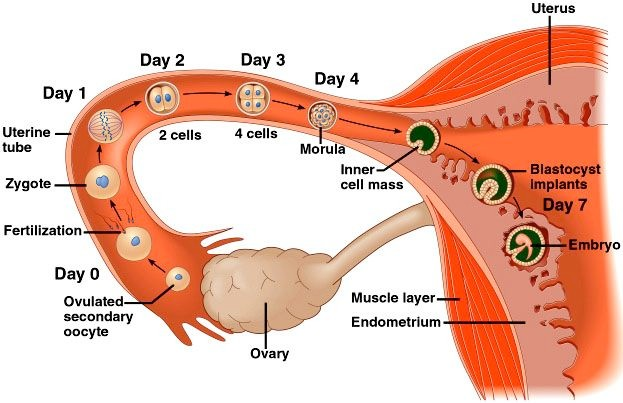 Uterus
Day 2
Day 3
Day 4
Day 1
2 cells
4 cells
Uterine
tube
Morula
Inner
cell mass
Blastocyst
implants
Zygote
Day 7
Fertilization
Embryo
Day 0
Ovulated
secondary
oocyte
Muscle layer
Endometrium
Ovary